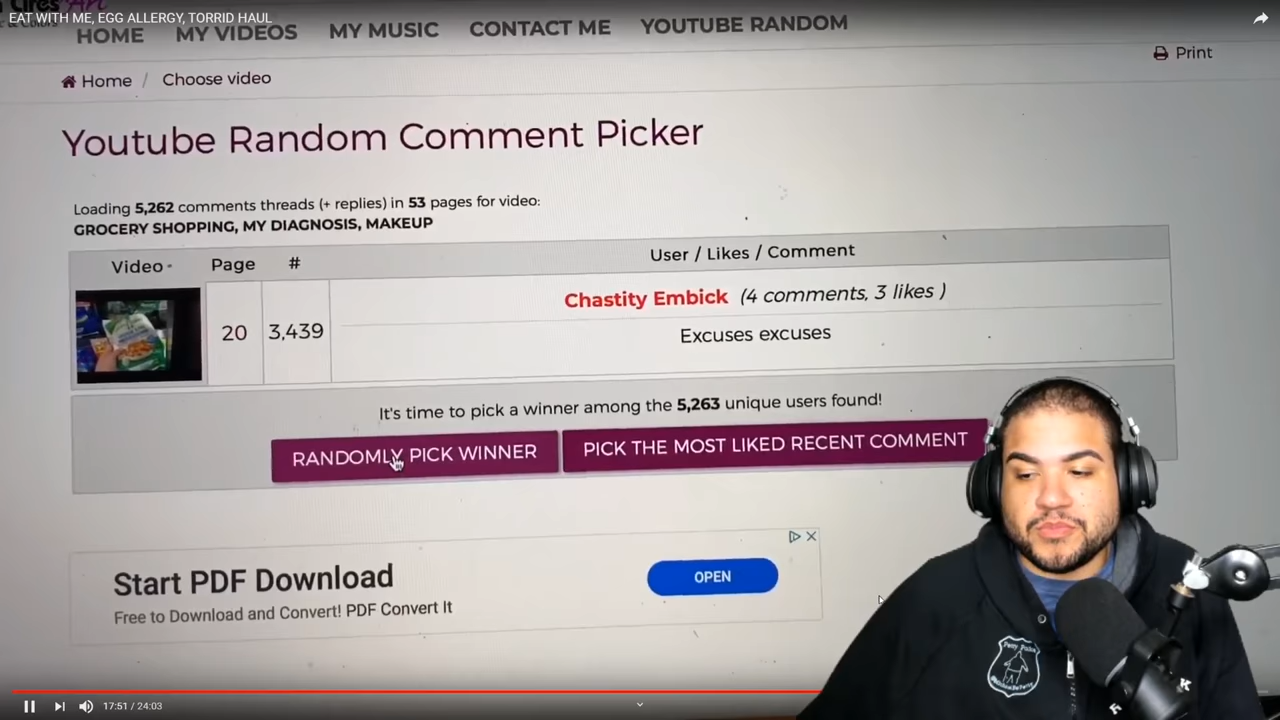 EAT WITH ME, EGG ALLERGY, TORRID HAUL
HOME MY VIDEOS MY MUSIC CONTACT ME YOUTUBE RANDOM
Print
Home / Choose video
Youtube Random Comment Picker
Loading 5,262 comments threads (+ replies) in 53 pages for video:
GROCERY SHOPPING, MY DIAGNOSIS, MAKEUP
Video Page # User / Likes / Comment
20 3,439 Chastity Embick (4 comments, 3 likes )
Excuses excuses
It's time to pick a winner among the 5,263 unique users found!
RANDOMLY PICK WINNER PICK THE MOST LIKED RECENT COMMENT
Start PDF Download
Free to Download and Convert! PDF Convert It
OPEN
17:51 / 24:03